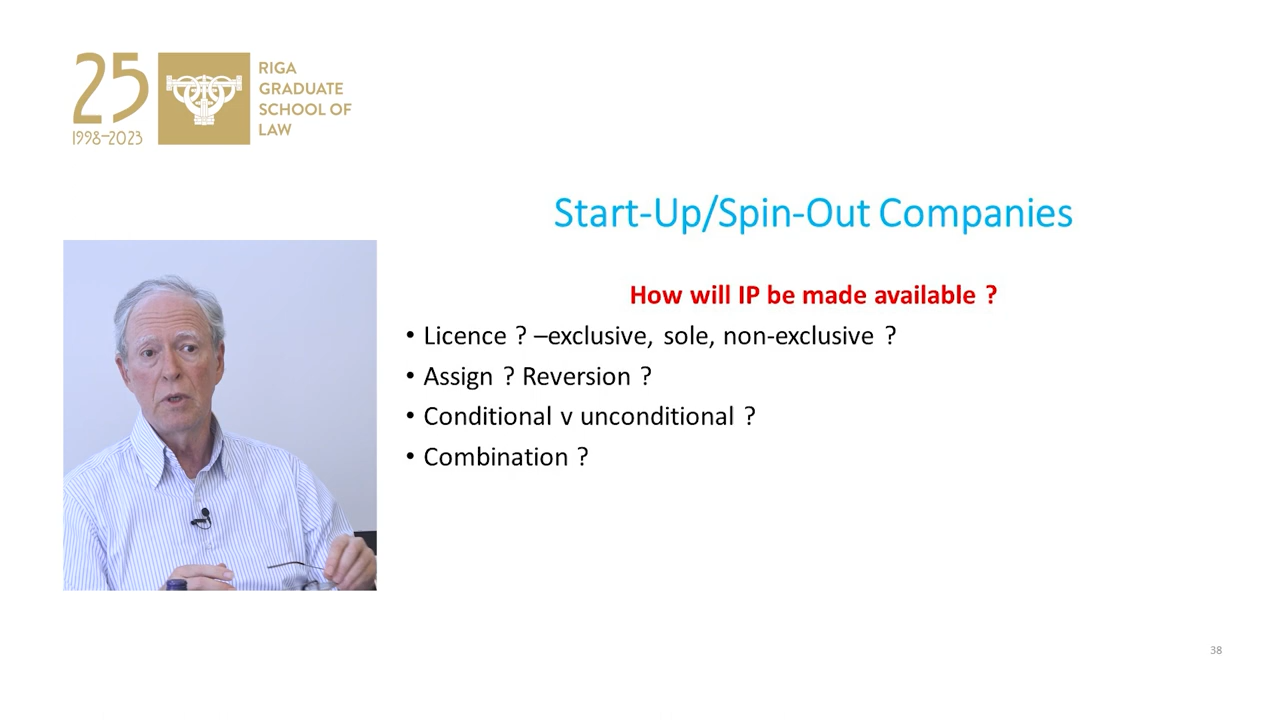 25
1998–2023
RIGA
GRADUATE
SCHOOL OF
LAW
Start-Up/Spin-Out Companies
How will IP be made available ?
• Licence ? –exclusive, sole, non-exclusive ?
• Assign ? Reversion ?
• Conditional v unconditional ?
• Combination ?
38